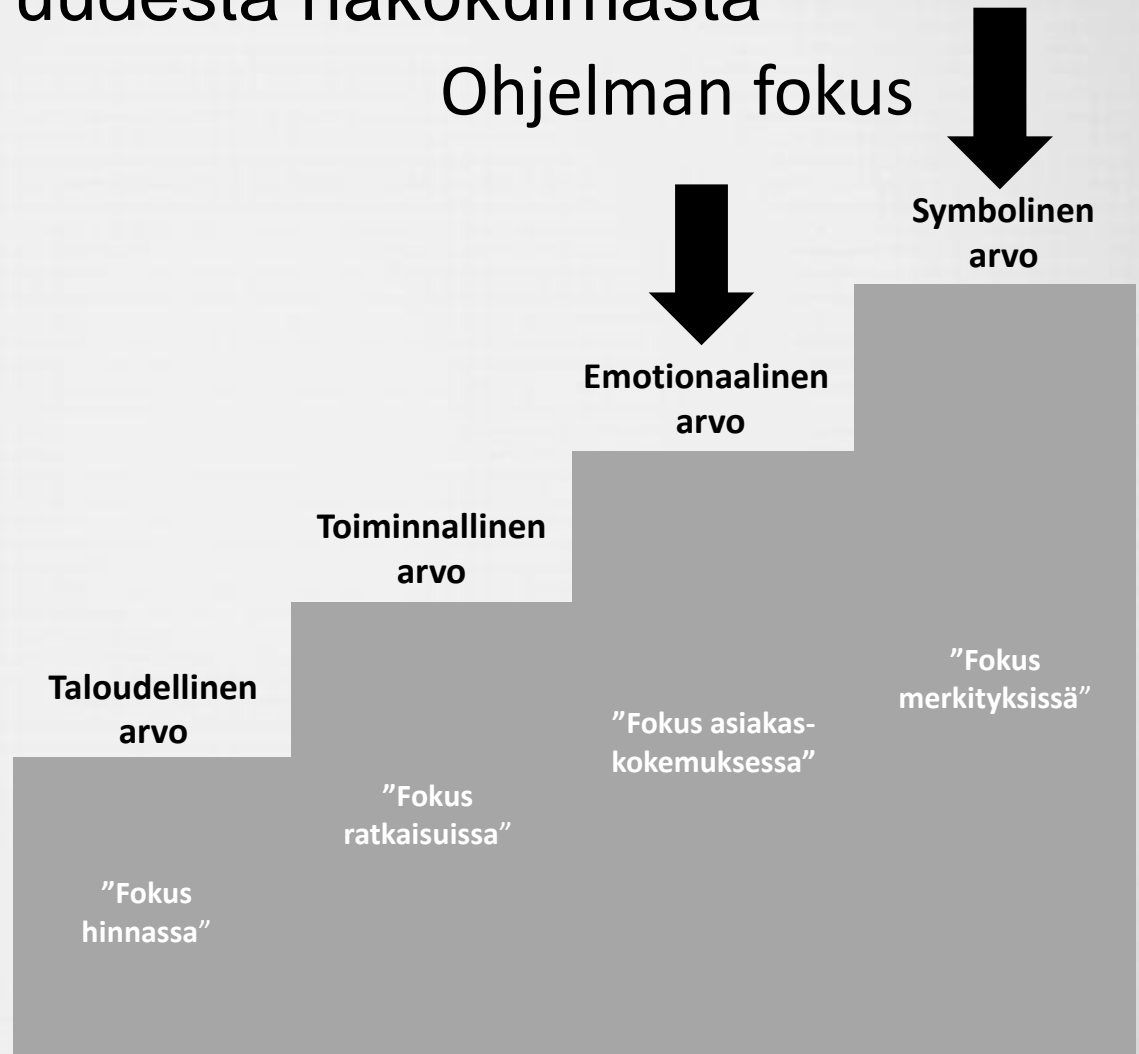 uudesta näkökulmasta
Ohjelman fokus
Symbolinen
arvo
Emotionaalinen
arvo
Toiminnallinen
arvo
Taloudellinen
arvo
”Fokus
merkityksissä”
”Fokus asiakas-
kokemuksessa”
”Fokus
ratkaisuissa”
”Fokus
hinnassa”